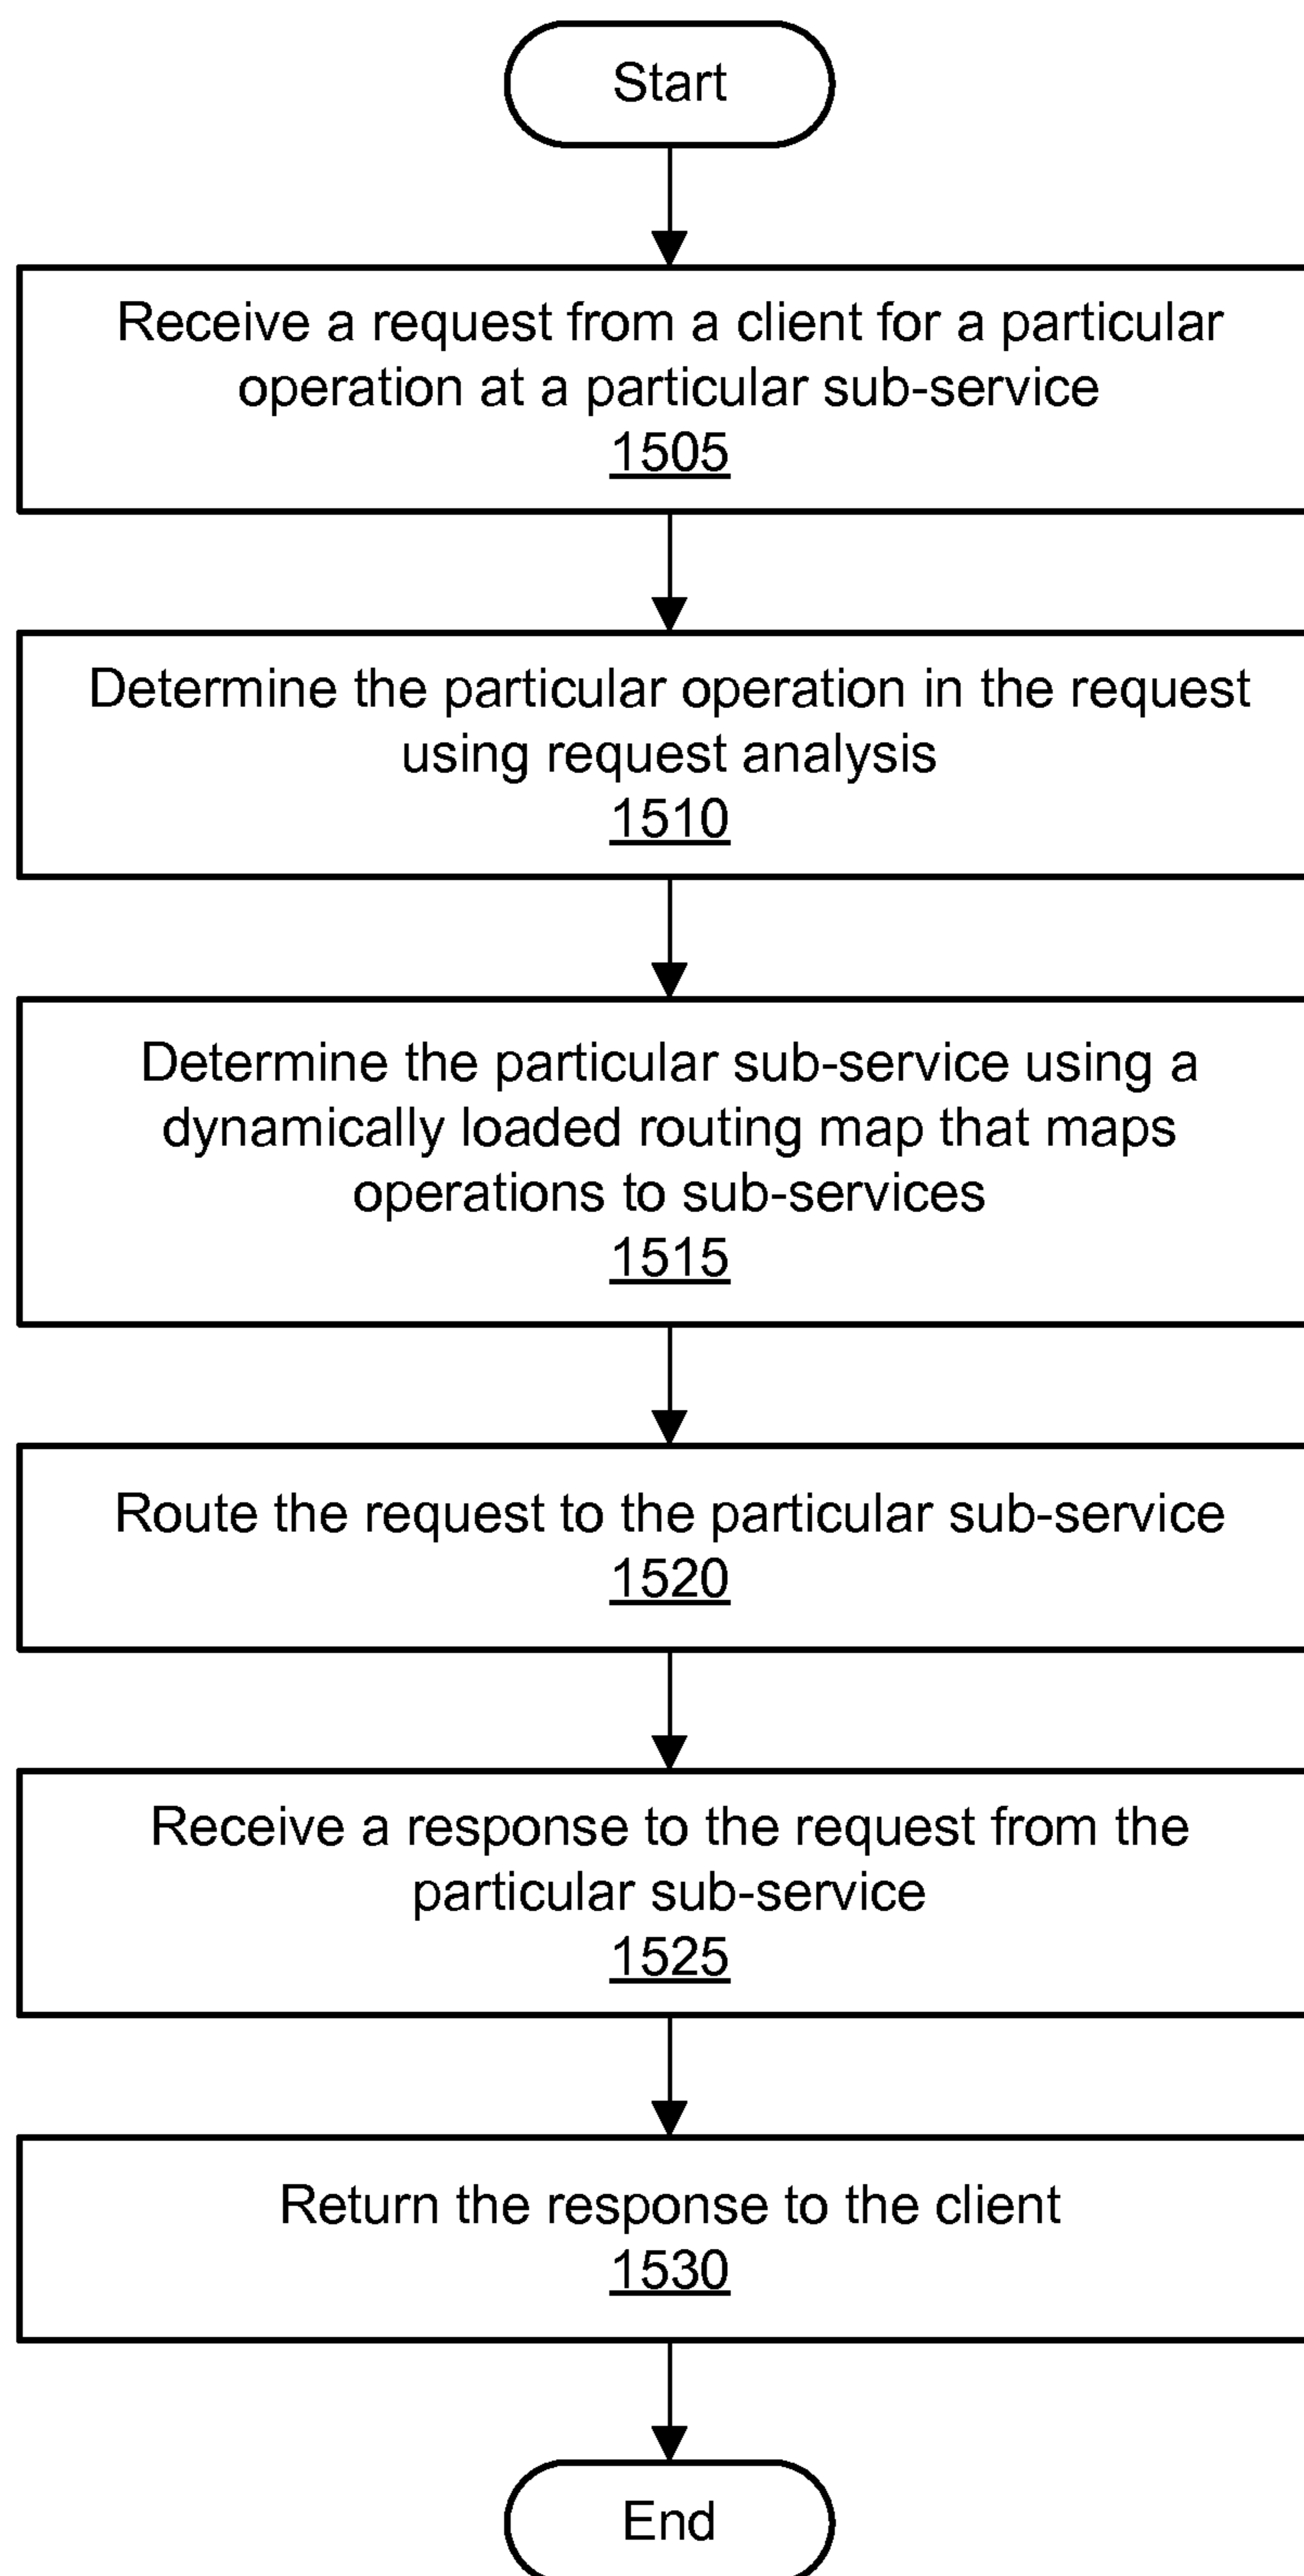 Start
Receive a request from a client for a particular
operation at a particular sub-service
1505
Determine the particular operation in the request
using request analysis
1510
Determine the particular sub-service using a
dynamically loaded routing map that maps
operations to sub-services
1515
Route the request to the particular sub-service
1520
Receive a response to the request from the
particular sub-service
1525
Return the response to the client
1530
End